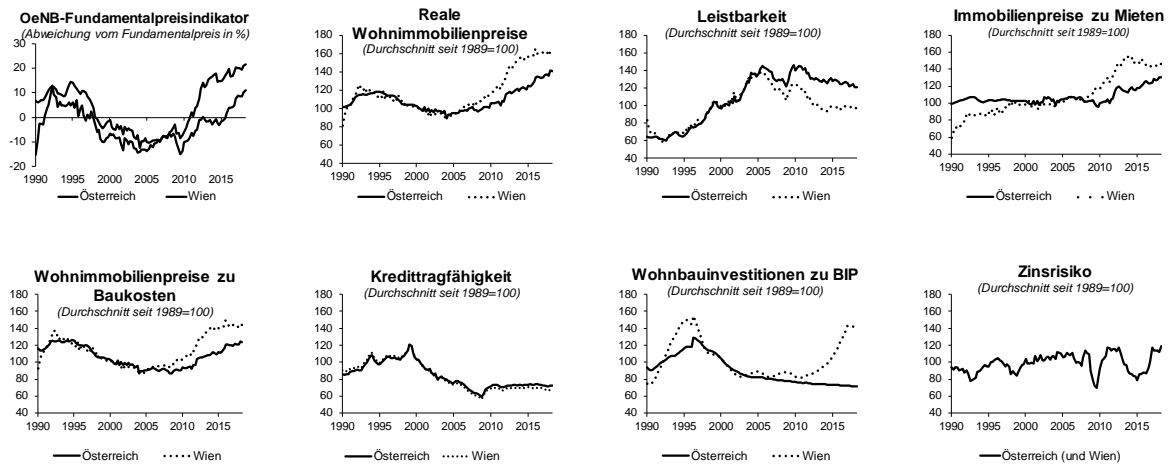 OeNB-Fundamentalpreisindikator
(Abweichung vom Fundamentalpreis in %)
30
20
10
0
-10
-20
1990 1995 2000 2005 2010 2015
Österreich Wien
Reale
Wohnimmobilienpreise
(Durchschnitt seit 1989=100)
180
160
140
120
100
80
60
40
1990 1995 2000 2005 2010 2015
Österreich Wien
Leistbarkeit
(Durchschnitt seit 1989=100)
180
160
140
120
100
80
60
40
1990 1995 2000 2005 2010 2015
Österreich Wien
Immobilienpreise zu Mieten
(Durchschnitt seit 1989=100)
180
160
140
120
100
80
60
40
1990 1995 2000 2005 2010 2015
Österreich Wien
Wohnimmobilienpreise zu
Baukosten
(Durchschnitt seit 1989=100)
180
160
140
120
100
80
60
40
1990 1995 2000 2005 2010 2015
Österreich Wien
Kredittragfähigkeit
(Durchschnitt seit 1989=100)
180
160
140
120
100
80
60
40
1990 1995 2000 2005 2010 2015
Österreich Wien
Wohnbauinvestitionen zu BIP
(Durchschnitt seit 1989=100)
180
160
140
120
100
80
60
40
1990 1995 2000 2005 2010 2015
Österreich Wien
Zinsrisiko
(Durchschnitt seit 1989=100)
180
160
140
120
100
80
60
40
1990 1995 2000 2005 2010 2015
Österreich (und Wien)